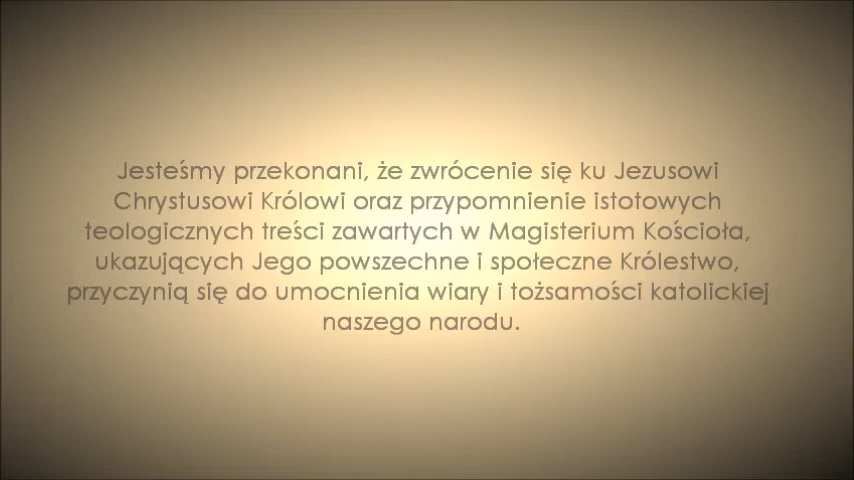 Jesteśmy przekonani, że zwrócenie się ku Jezusowi
Chrystusowi Królowi oraz przypomnienie istotowych
teologicznych treści zawartych w Magisterium Kościoła,
ukazujących Jego powszechne i społeczne Królestwo,
przyczynią się do umocnienia wiary i tożsamości katolickiej
naszego narodu.